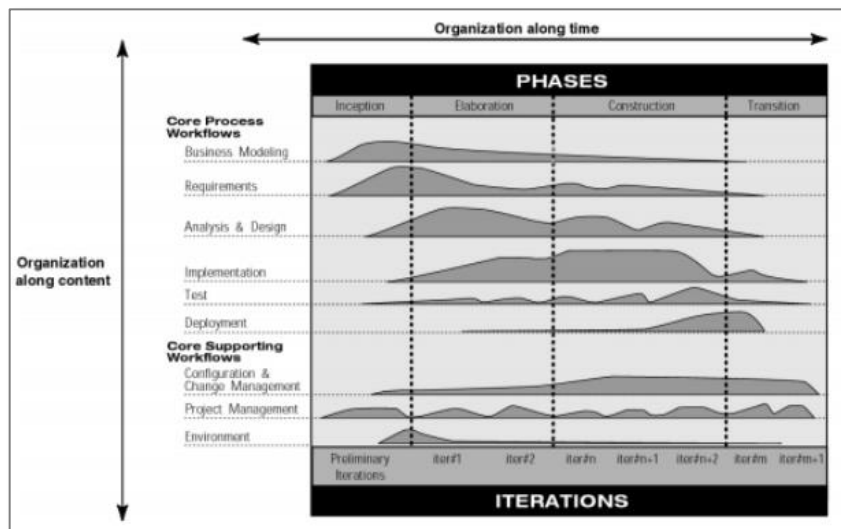 Organization along time
PHASES
Inception Elaboration Construction Transition
Core Process
Workflows
Business Modeling
Requirements
Analysis & Design
Organization
along content
Implementation
Test
Deployment
Core Supporting
Workflows
Configuration &
Change Management
Project Management
Environment
Preliminary
Iterations
iter#1 iter#2 iter#n iter#n+1 iter#n+2 iter#m iter#m+1
ITERATIONS